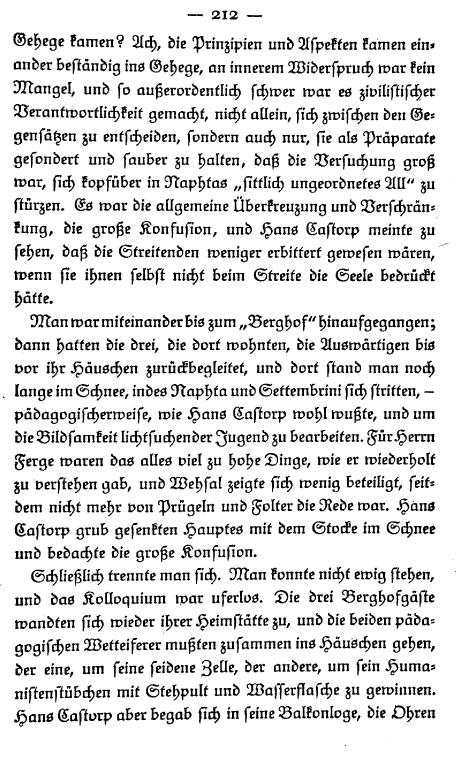 — 212 —
Gehege kamen? Ach, die Prinzipien und Aspekten kamen ein-
ander beständig ins Gehege, an innerem Widerspruch war kein
Mangel, und so außerordentlich schwer war es zivilistischer
Verantwortlichkeit gemacht, nicht allein, sich zwischen den Ge-
gensätzen zu entscheiden, sondern auch nur, sie als Präparate
gesondert und sauber zu halten, daß die Versuchung groß
war, sich kopfüber in Naphtas „sittlich ungeordnetes All“ zu
stürzen. Es war die allgemeine Überkreuzung und Verschrän-
kung, die große Konfusion, und Hans Castorp meinte zu
sehen, daß die Streitenden weniger erbittert gewesen wären,
wenn sie ihnen selbst nicht beim Streite die Seele bedrückt
hätte.
Man war miteinander bis zum „Berghof“ hinaufgegangen;
dann hatten die drei, die dort wohnten, die Auswärtigen bis
vor ihr Häuschen zurückbegleitet, und dort stand man noch
lange im Schnee, indes Naphta und Settembrini sich stritten, –
pädagogischerweise, wie Hans Castorp wohl wußte, und um
die Bildsamkeit lichtsuchender Jugend zu bearbeiten. Für Herrn
Ferge waren das alles viel zu hohe Dinge, wie er wiederholt
zu verstehen gab, und Wehsal zeigte sich wenig beteiligt, seit-
dem nicht mehr von Prügeln und Folter die Rede war. Hans
Castorp grub gesenkten Hauptes mit dem Stocke im Schnee
und bedachte die große Konfusion.
Schließlich trennte man sich. Man konnte nicht ewig stehen,
und das Kolloquium war uferlos. Die drei Berghofgäste
wandten sich wieder ihrer Heimstätte zu, und die beiden päda-
gogischen Wetteiferer mußten zusammen ins Häuschen gehen,
der eine, um seine seidene Zelle, der andere, um sein Huma-
nistenstübchen mit Stehpult und Wasserflasche zu gewinnen.
Hans Castorp aber begab sich in seine Balkonloge, die Ohren